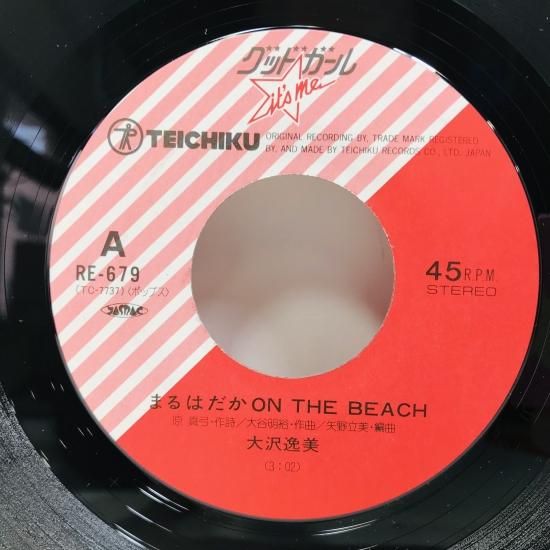 グッドガール
it's me
TEICHIKU
ORIGINAL RECORDING BY, TRADE MARK REGISTERED
BY, AND MADE BY TEICHIKU RECORDS CO., LTD. JAPAN
A
RE-679
(TC-7737) 〈ポップス〉
JASRAC
45 R.P.M.
STEREO
まるはだか ON THE BEACH
原 真弓・作詩／大谷明裕・作曲／矢野立美・編曲
大沢逸美
(3:02)